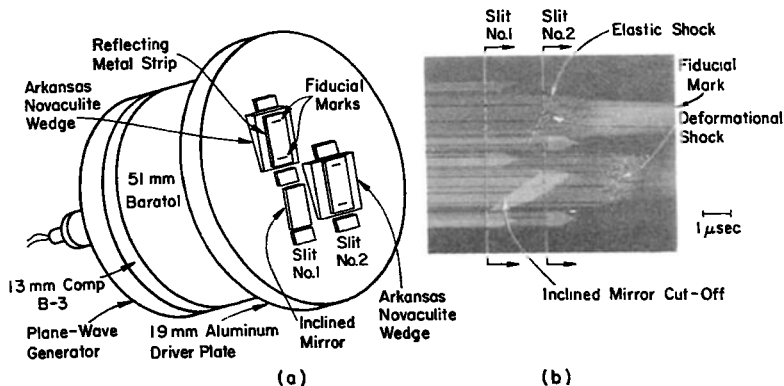 Reflecting
Metal Strip
Arkansas
Novaculite
Wedge
Fiducial
Marks
51 mm
Baratol
Slit
No.1
Slit
No.2
13 mm Comp
B-3
Plane-Wave
Generator
19 mm Aluminum
Driver Plate
Inclined
Mirror
Arkansas
Novaculite
Wedge
(a)
Slit
No.1
Slit
No.2
Elastic Shock
Fiducial
Mark
Deformational
Shock
1 μsec
Inclined Mirror Cut-Off
(b)